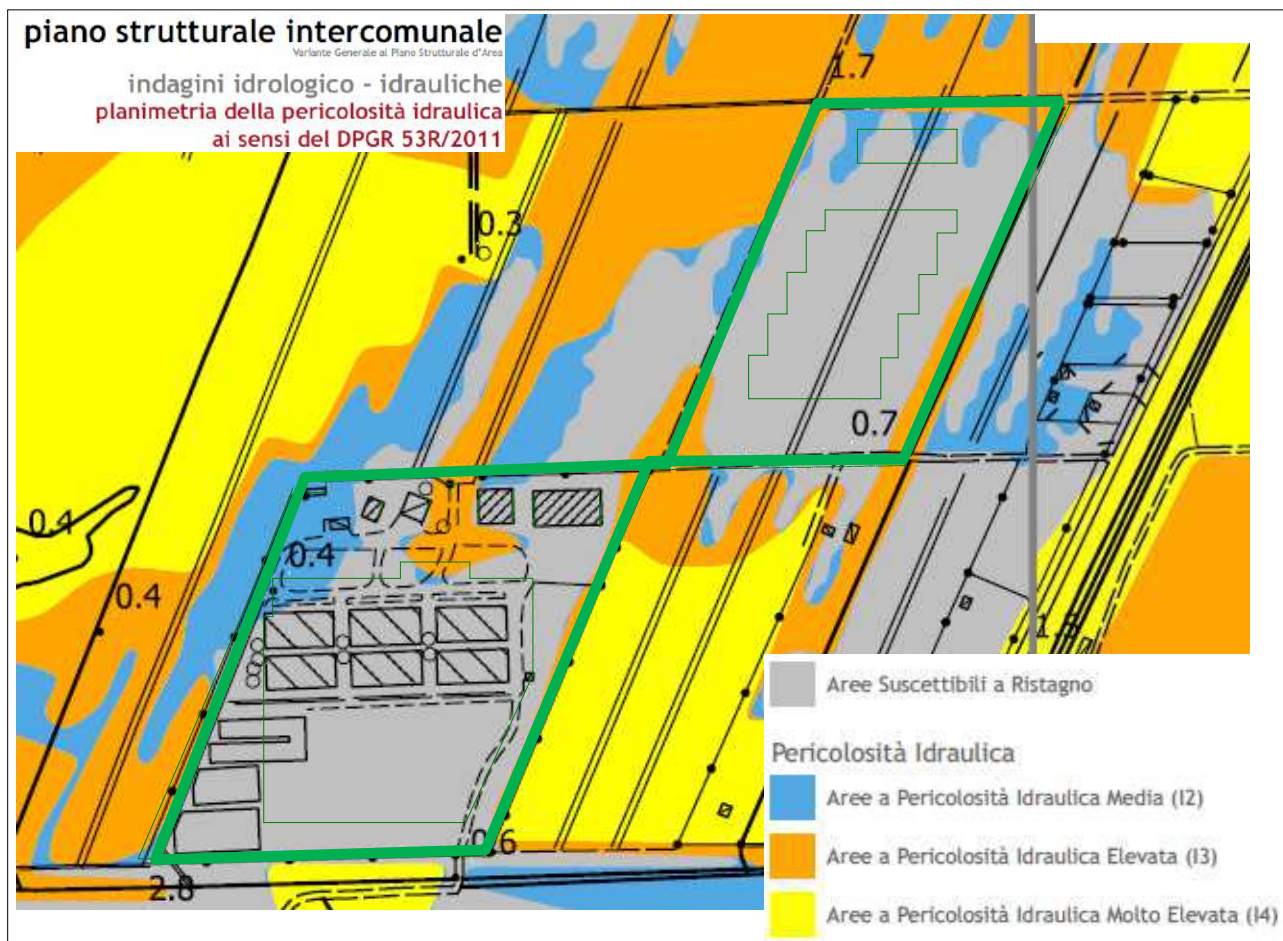 piano strutturale intercomunale
Variante Generale al Piano Strutturale d'Area
indagini idrologico - idrauliche
planimetria della pericolosità idraulica
ai sensi del DPGR 53R/2011
1.7
0.3
0.7
0.4
0.4
0.4
0.6
2.8
Aree Suscettibili a Ristagno
Pericolosità Idraulica
Aree a Pericolosità Idraulica Media (I2)
Aree a Pericolosità Idraulica Elevata (I3)
Aree a Pericolosità Idraulica Molto Elevata (I4)